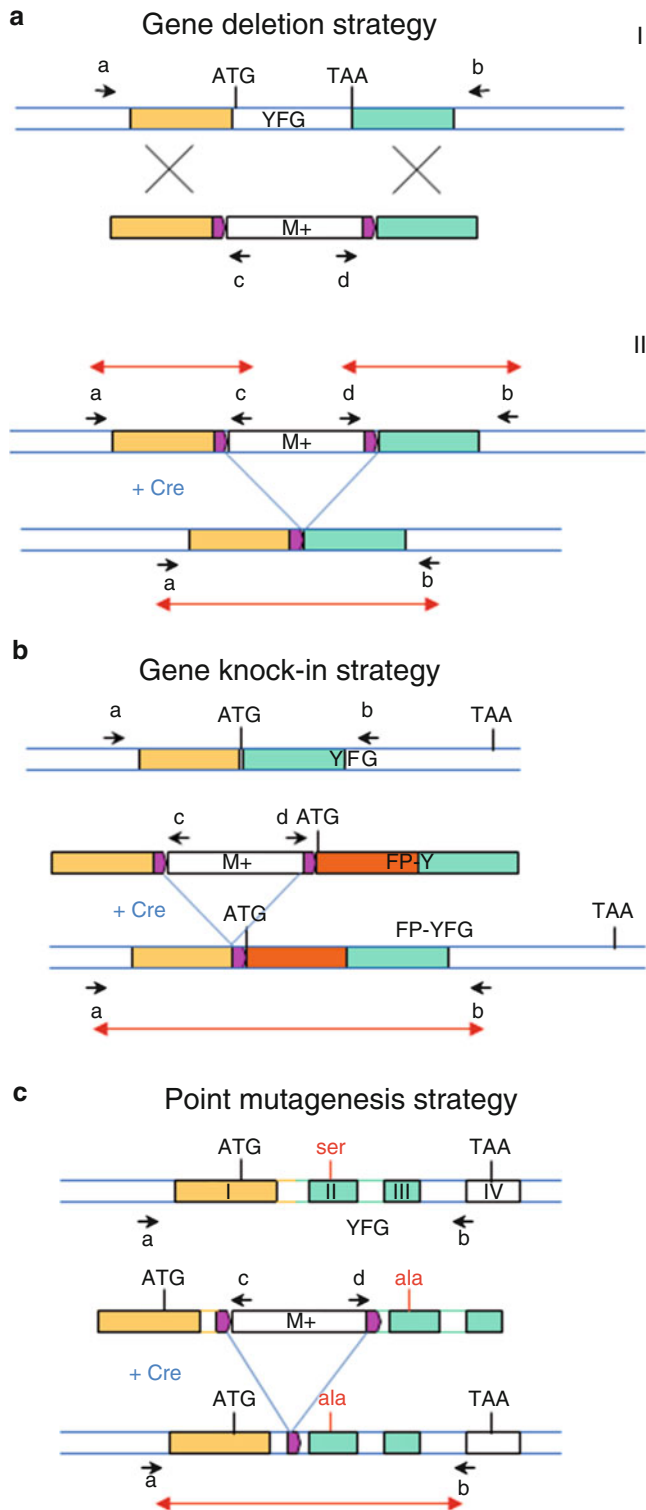 a
Gene deletion strategy
I
a
ATG
TAA
b
YFG
M+
c
d
II
a
c
d
b
M+
+ Cre
a
b
b
Gene knock-in strategy
a
ATG
b
TAA
YFG
c
d
ATG
M+
FP-Y
+ Cre
ATG
FP-YFG
TAA
a
b
c
Point mutagenesis strategy
ATG
ser
TAA
I
II
III
IV
a
YFG
b
ATG
c
d
ala
M+
+ Cre
ATG
ala
TAA
a
b